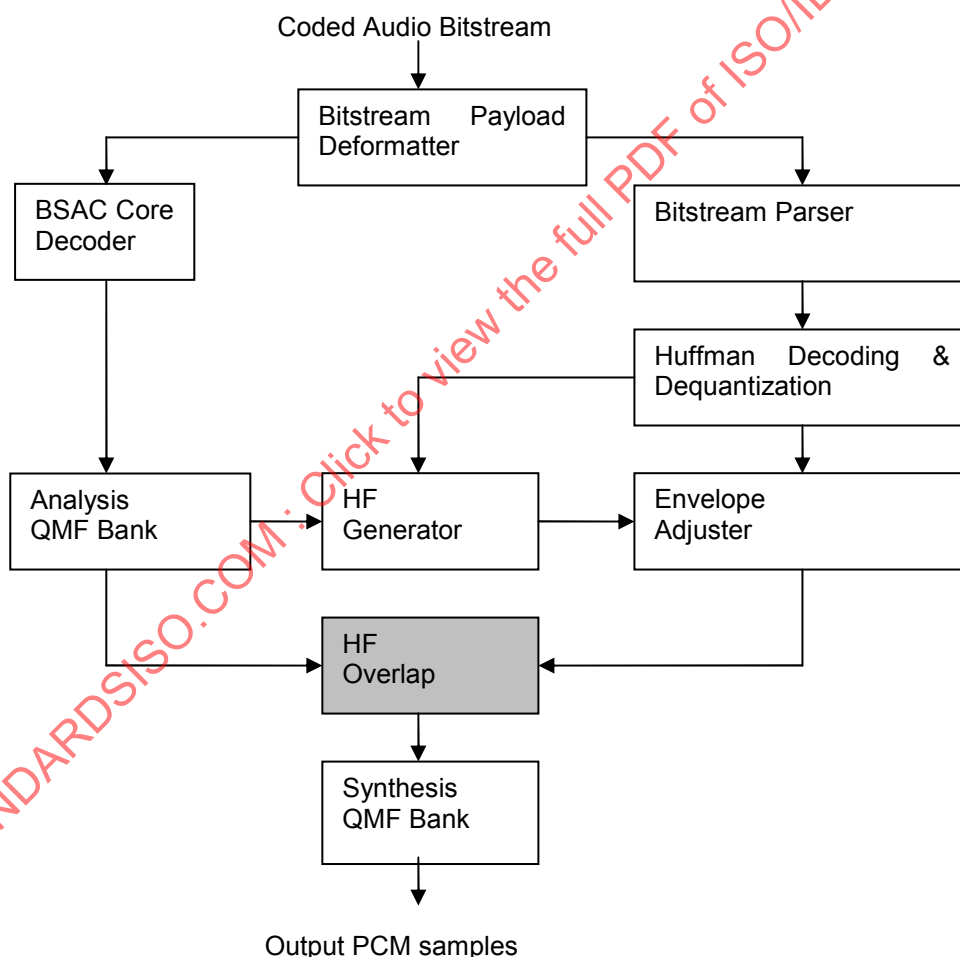 Coded Audio Bitstream
Bitstream Payload
Deformatter
BSAC Core
Decoder
Bitstream Parser
Huffman Decoding &
Dequantization
Analysis
QMF Bank
HF
Generator
Envelope
Adjuster
HF
Overlap
Synthesis
QMF Bank
Output PCM samples
NDARDSISO.COM : Click to view the full PDF of ISO/IE